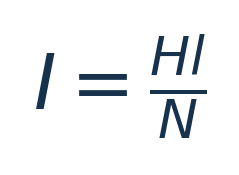 I = HI/N